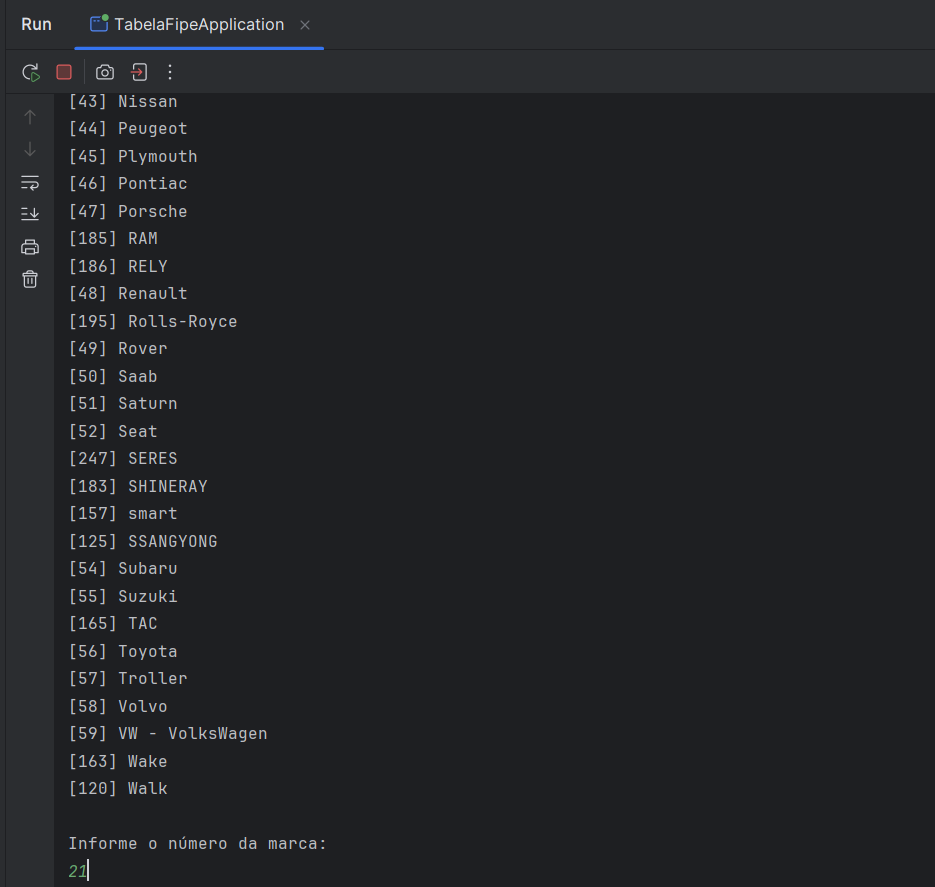 Run TabelaFipeApplication
[43] Nissan
[44] Peugeot
[45] Plymouth
[46] Pontiac
[47] Porsche
[185] RAM
[186] RELY
[48] Renault
[195] Rolls-Royce
[49] Rover
[50] Saab
[51] Saturn
[52] Seat
[247] SERES
[183] SHINERAY
[157] smart
[125] SSANGYONG
[54] Subaru
[55] Suzuki
[165] TAC
[56] Toyota
[57] Troller
[58] Volvo
[59] VW - VolksWagen
[163] Wake
[120] Walk
Informe o número da marca:
21